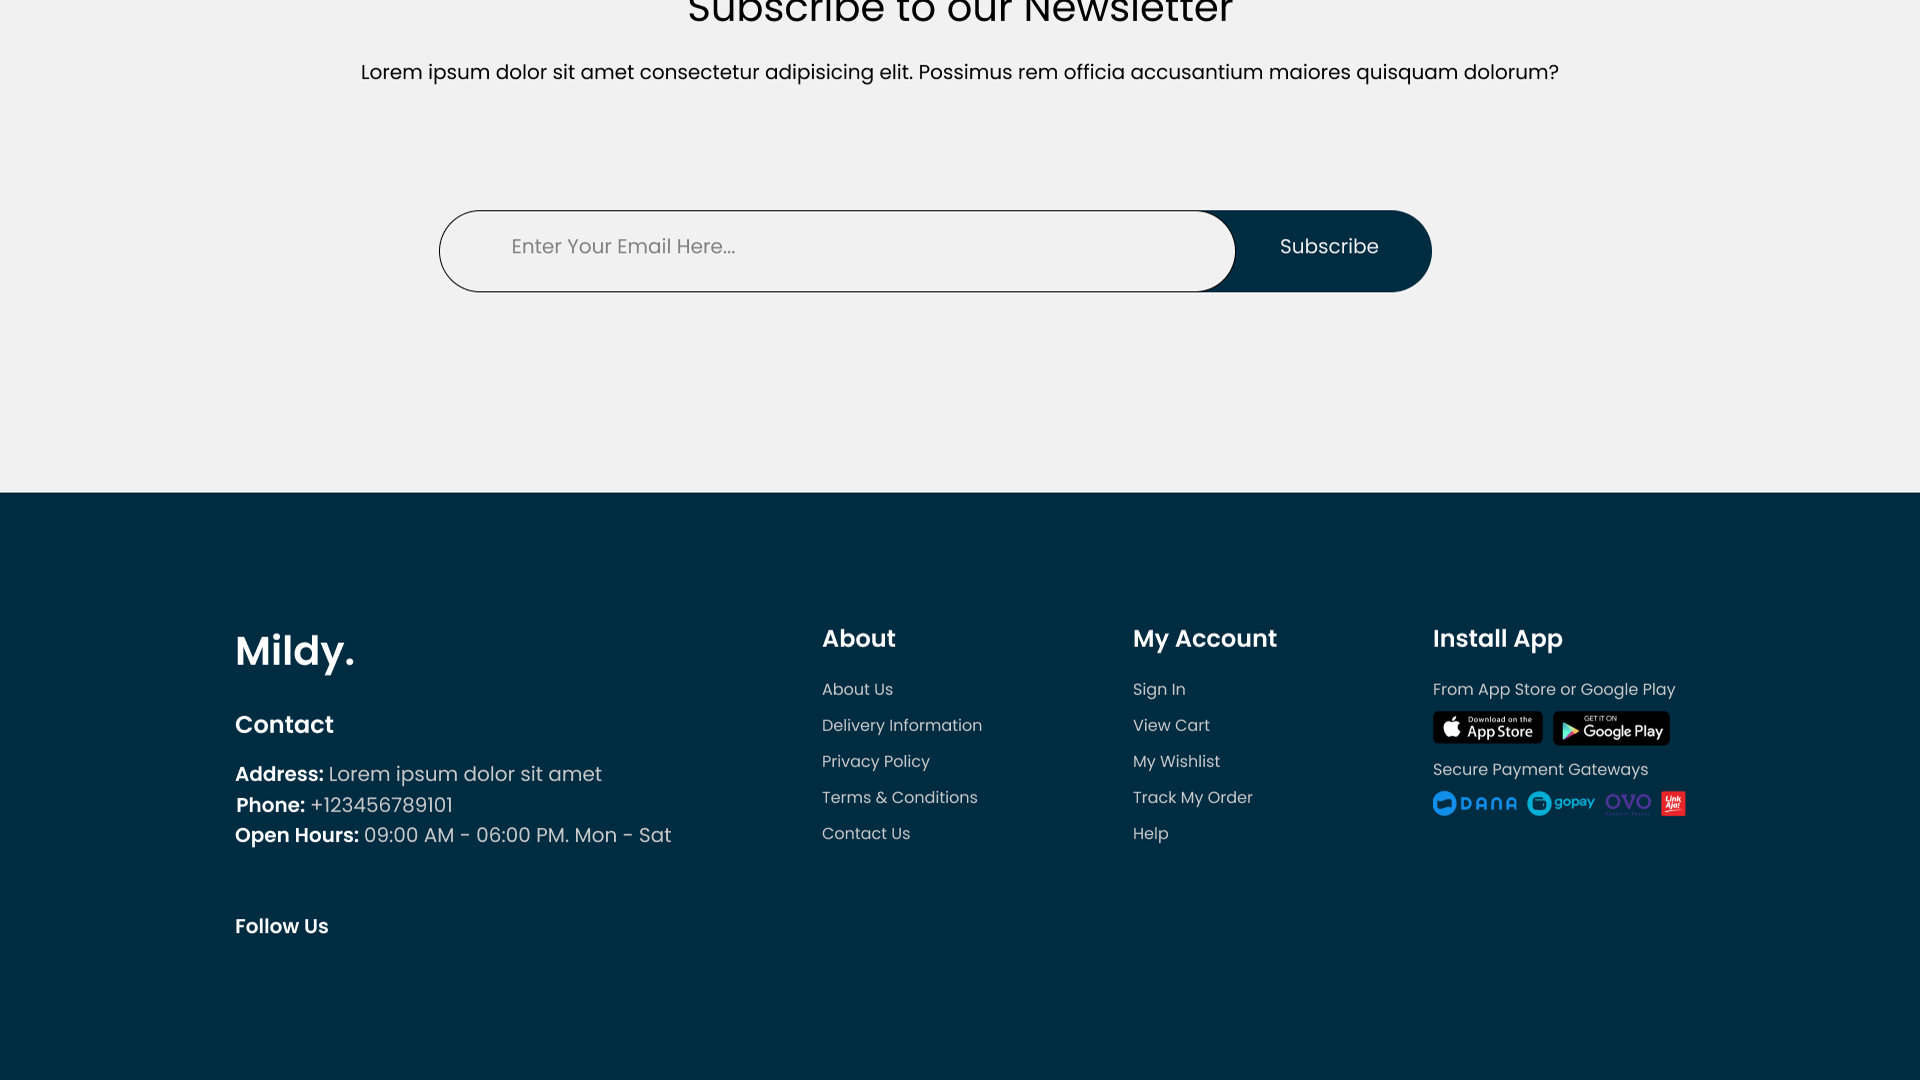 Subscribe to our Newsletter
Lorem ipsum dolor sit amet consectetur adipisicing elit. Possimus rem officia accusantium maiores quisquam dolorum?
Enter Your Email Here...
Subscribe
Mildy.
Contact
Address: Lorem ipsum dolor sit amet
Phone: +123456789101
Open Hours: 09:00 AM - 06:00 PM. Mon - Sat
Follow Us
About
About Us
Delivery Information
Privacy Policy
Terms & Conditions
Contact Us
My Account
Sign In
View Cart
My Wishlist
Track My Order
Help
Install App
From App Store or Google Play
Download on the
App Store
GET IT ON
Google Play
Secure Payment Gateways
DANA
gopay
OVO
Link
Aja!